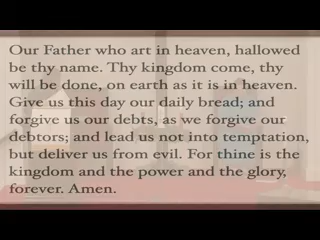 Our Father who art in heaven, hallowed
be thy name. Thy kingdom come, thy
will be done, on earth as it is in heaven.
Give us this day our daily bread; and
forgive us our debts, as we forgive our
debtors; and lead us not into temptation,
but deliver us from evil. For thine is the
kingdom and the power and the glory,
forever. Amen.